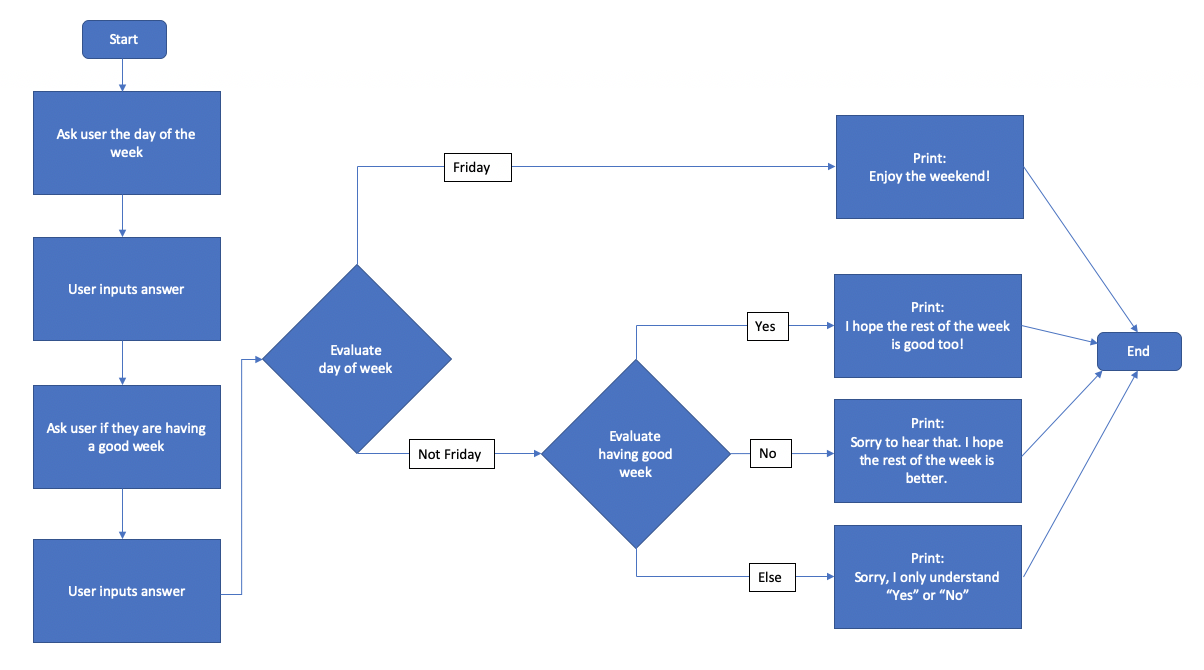 Start
Ask user the day of the
week
User inputs answer
Ask user if they are having
a good week
User inputs answer
Evaluate
day of week
Friday
Not Friday
Print:
Enjoy the weekend!
Evaluate
having good
week
Yes
No
Else
Print:
I hope the rest of the week
is good too!
Print:
Sorry to hear that. I hope
the rest of the week is
better.
Print:
Sorry, I only understand
“Yes” or “No”
End